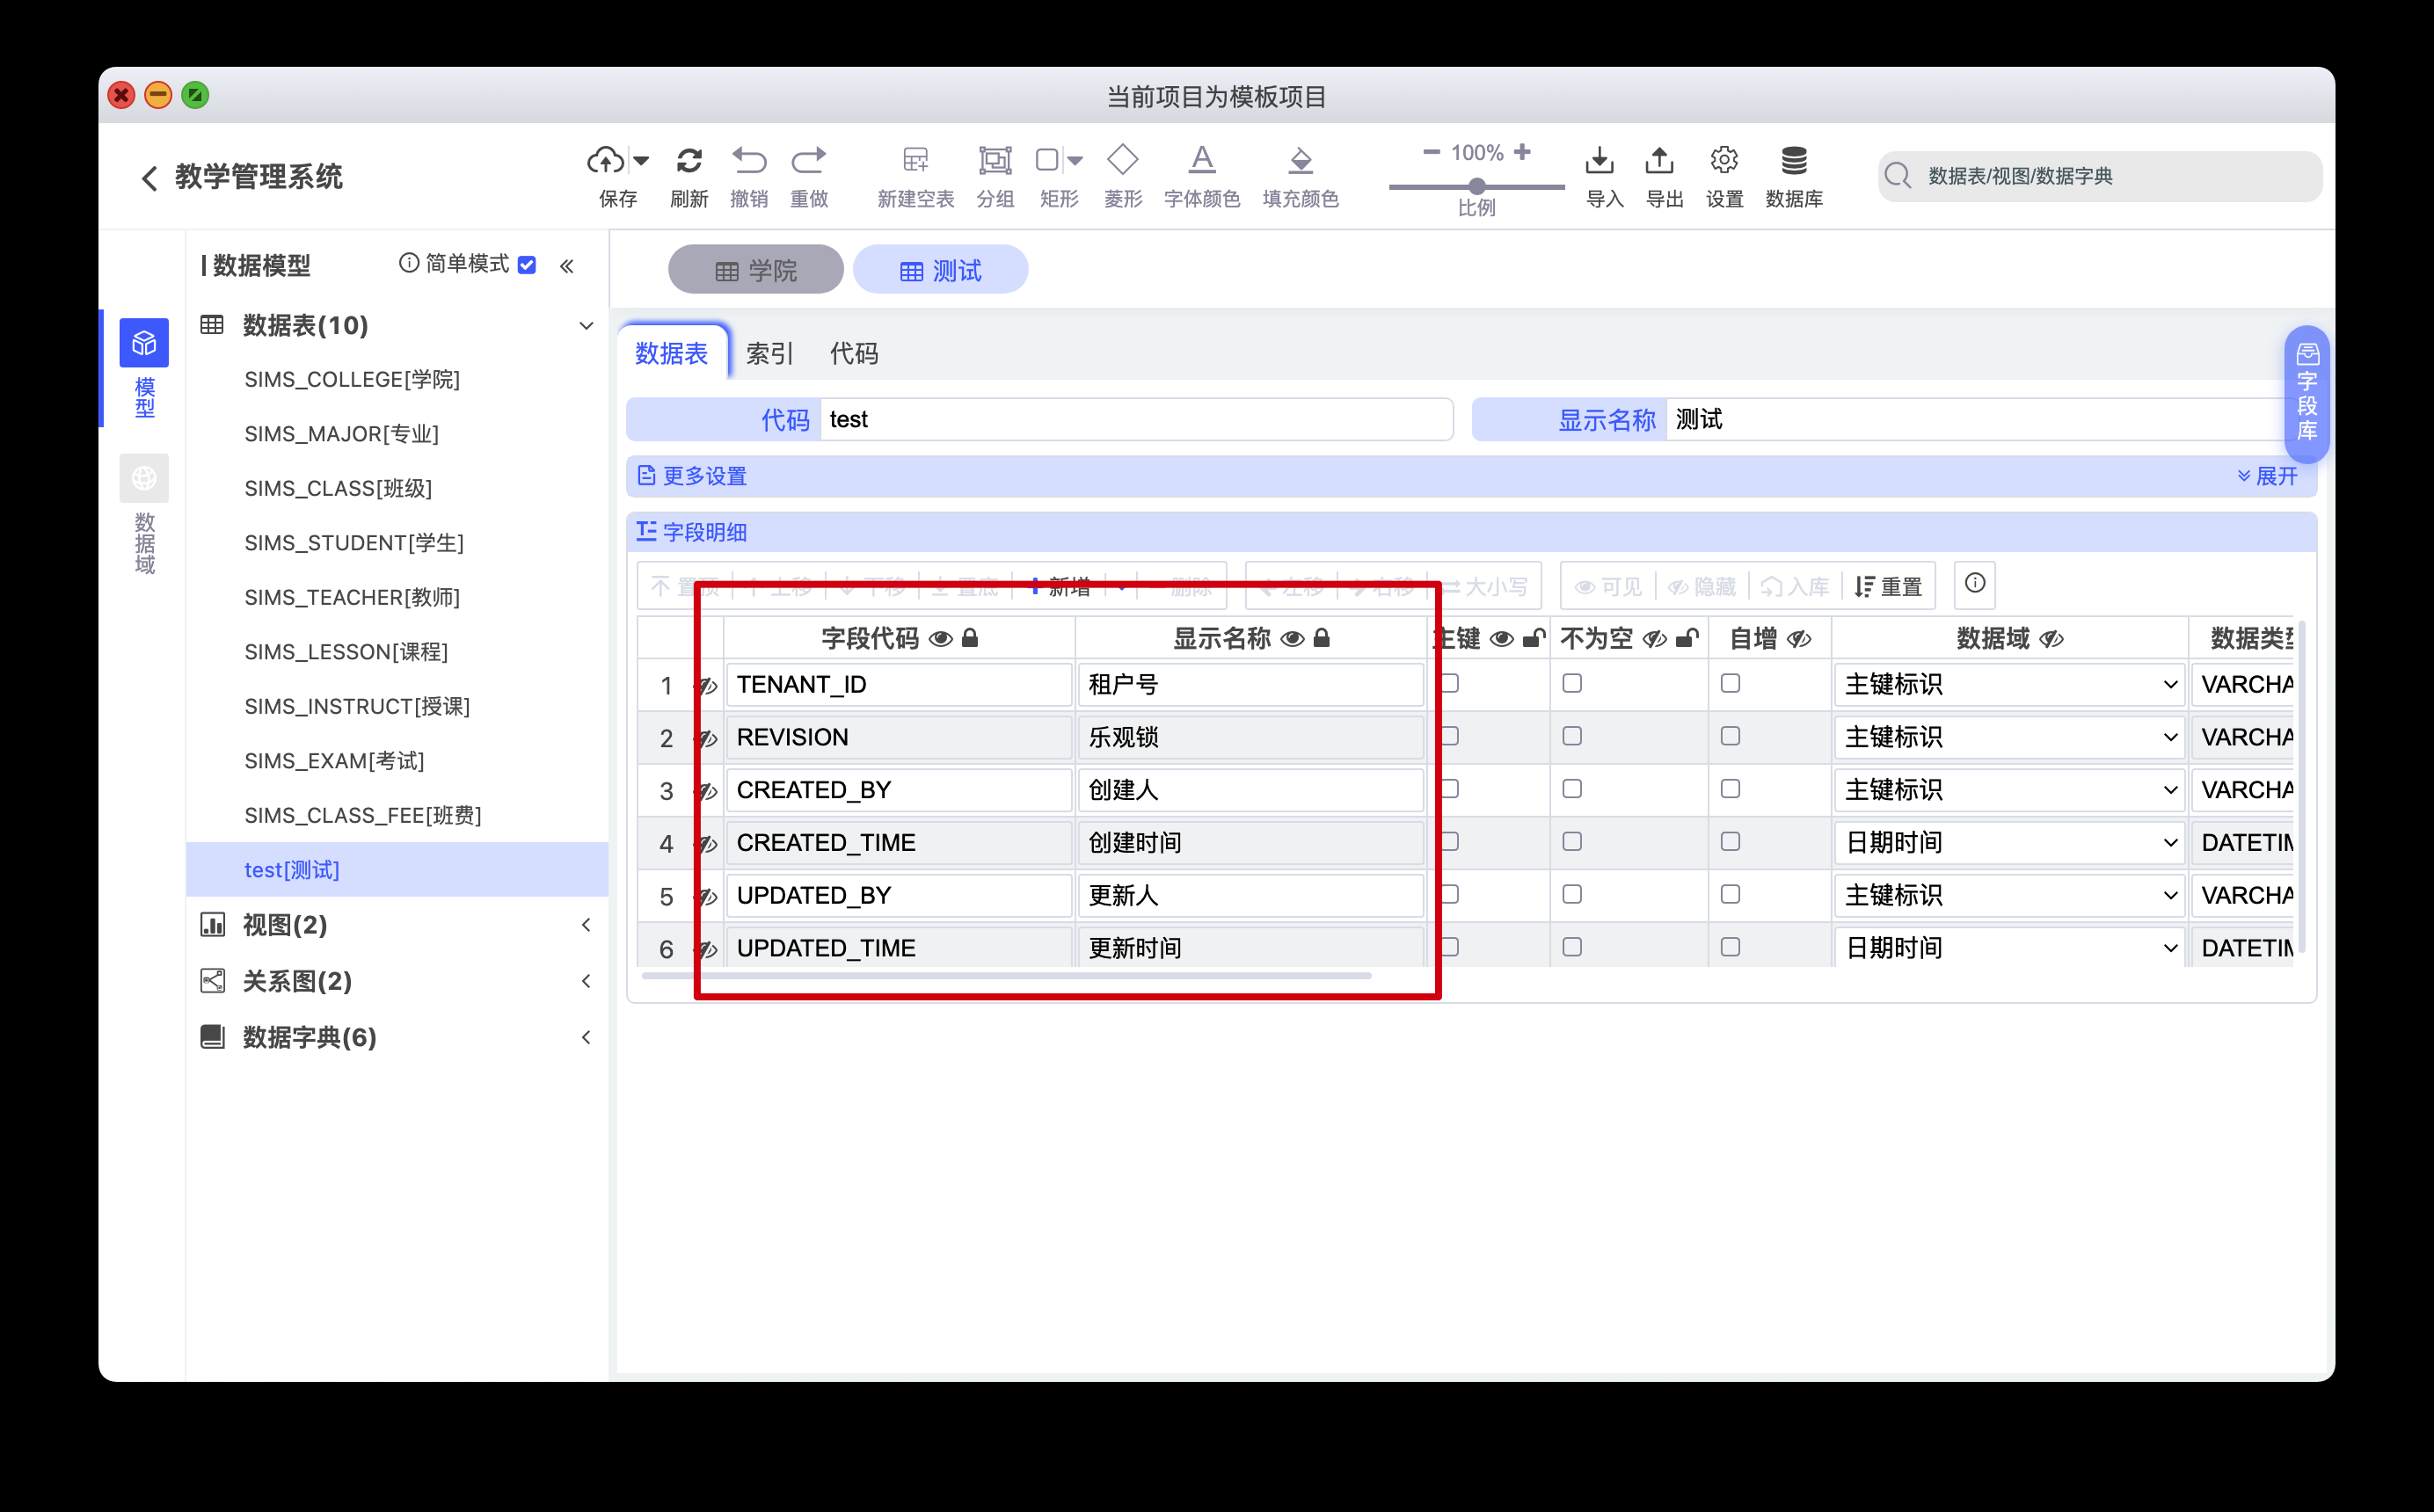 当前项目为模板项目
教学管理系统
保存
刷新
撤销
重做
新建空表
分组
矩形
菱形
字体颜色
填充颜色
100%
比例
导入
导出
设置
数据库
数据表/视图/数据字典
模型
数据域
数据模型
简单模式
数据表(10)
SIMS_COLLEGE[学院]
SIMS_MAJOR[专业]
SIMS_CLASS[班级]
SIMS_STUDENT[学生]
SIMS_TEACHER[教师]
SIMS_LESSON[课程]
SIMS_INSTRUCT[授课]
SIMS_EXAM[考试]
SIMS_CLASS_FEE[班费]
test[测试]
视图(2)
关系图(2)
数据字典(6)
学院
测试
数据表 索引 代码
代码 test 显示名称 测试
字段库
更多设置 展开
字段明细
置顶 上移 下移 置底 新增 删除 左移 右移 大小写 可见 隐藏 入库 重置
字段代码 显示名称 主键 不为空 自增 数据域 数据类型
1 TENANT_ID 租户号 主键标识 VARCHA
2 REVISION 乐观锁 主键标识 VARCHA
3 CREATED_BY 创建人 主键标识 VARCHA
4 CREATED_TIME 创建时间 日期时间 DATETIM
5 UPDATED_BY 更新人 主键标识 VARCHA
6 UPDATED_TIME 更新时间 日期时间 DATETIM